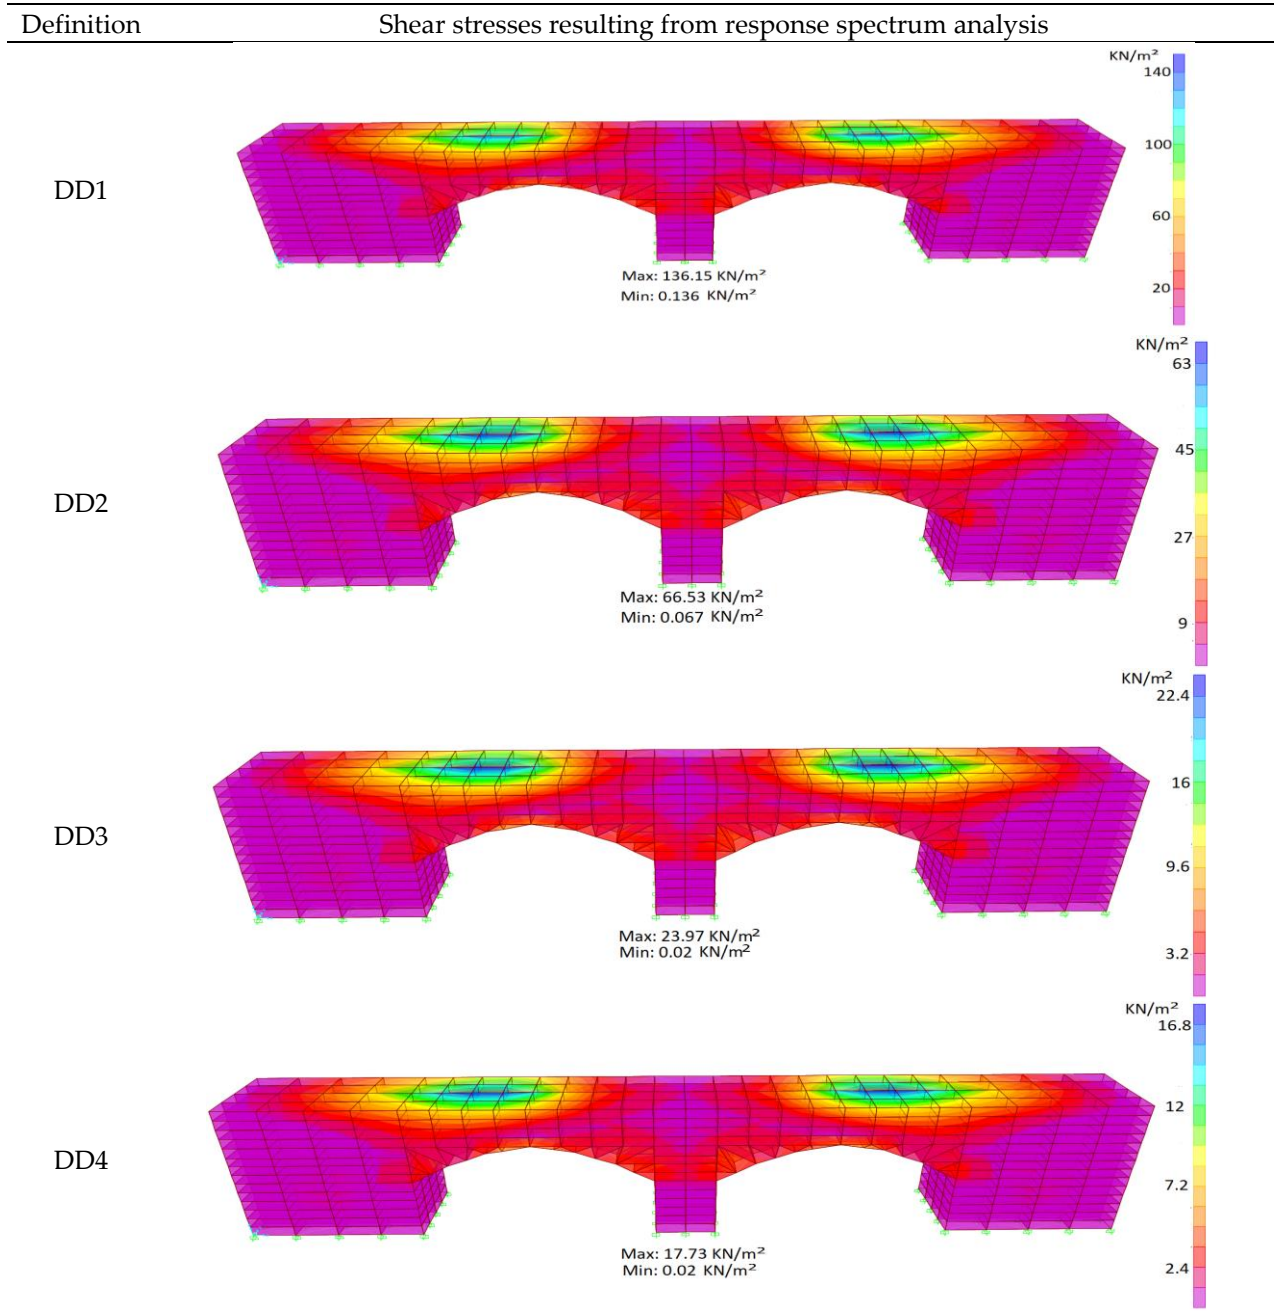 Definition Shear stresses resulting from response spectrum analysis
KN/m²
140
100
60
20
DD1
Max: 136.15 KN/m²
Min: 0.136 KN/m²
KN/m²
63
45
27
9
DD2
Max: 66.53 KN/m²
Min: 0.067 KN/m²
KN/m²
22.4
16
9.6
3.2
DD3
Max: 23.97 KN/m²
Min: 0.02 KN/m²
KN/m²
16.8
12
7.2
2.4
DD4
Max: 17.73 KN/m²
Min: 0.02 KN/m²